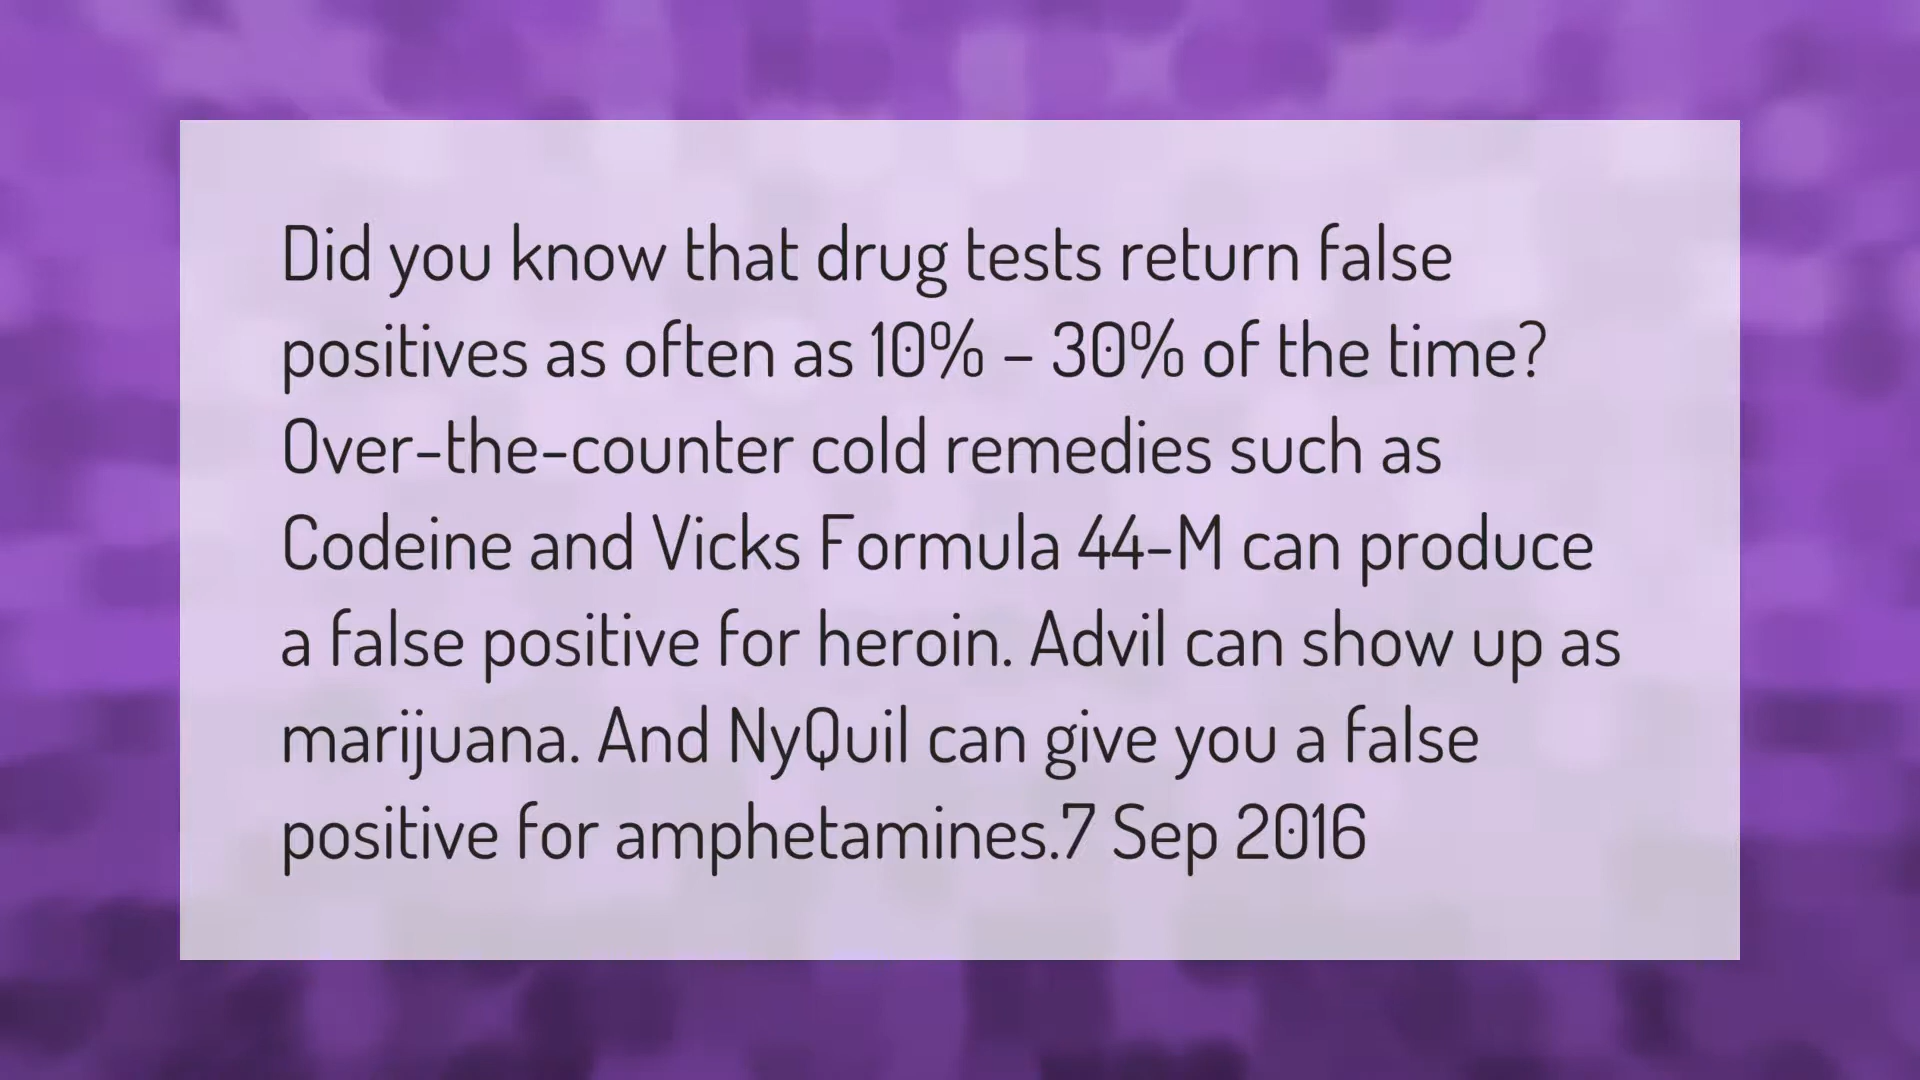 Did you know that drug tests return false
positives as often as 10% – 30% of the time?
Over-the-counter cold remedies such as
Codeine and Vicks Formula 44-M can produce
a false positive for heroin. Advil can show up as
marijuana. And NyQuil can give you a false
positive for amphetamines.7 Sep 2016